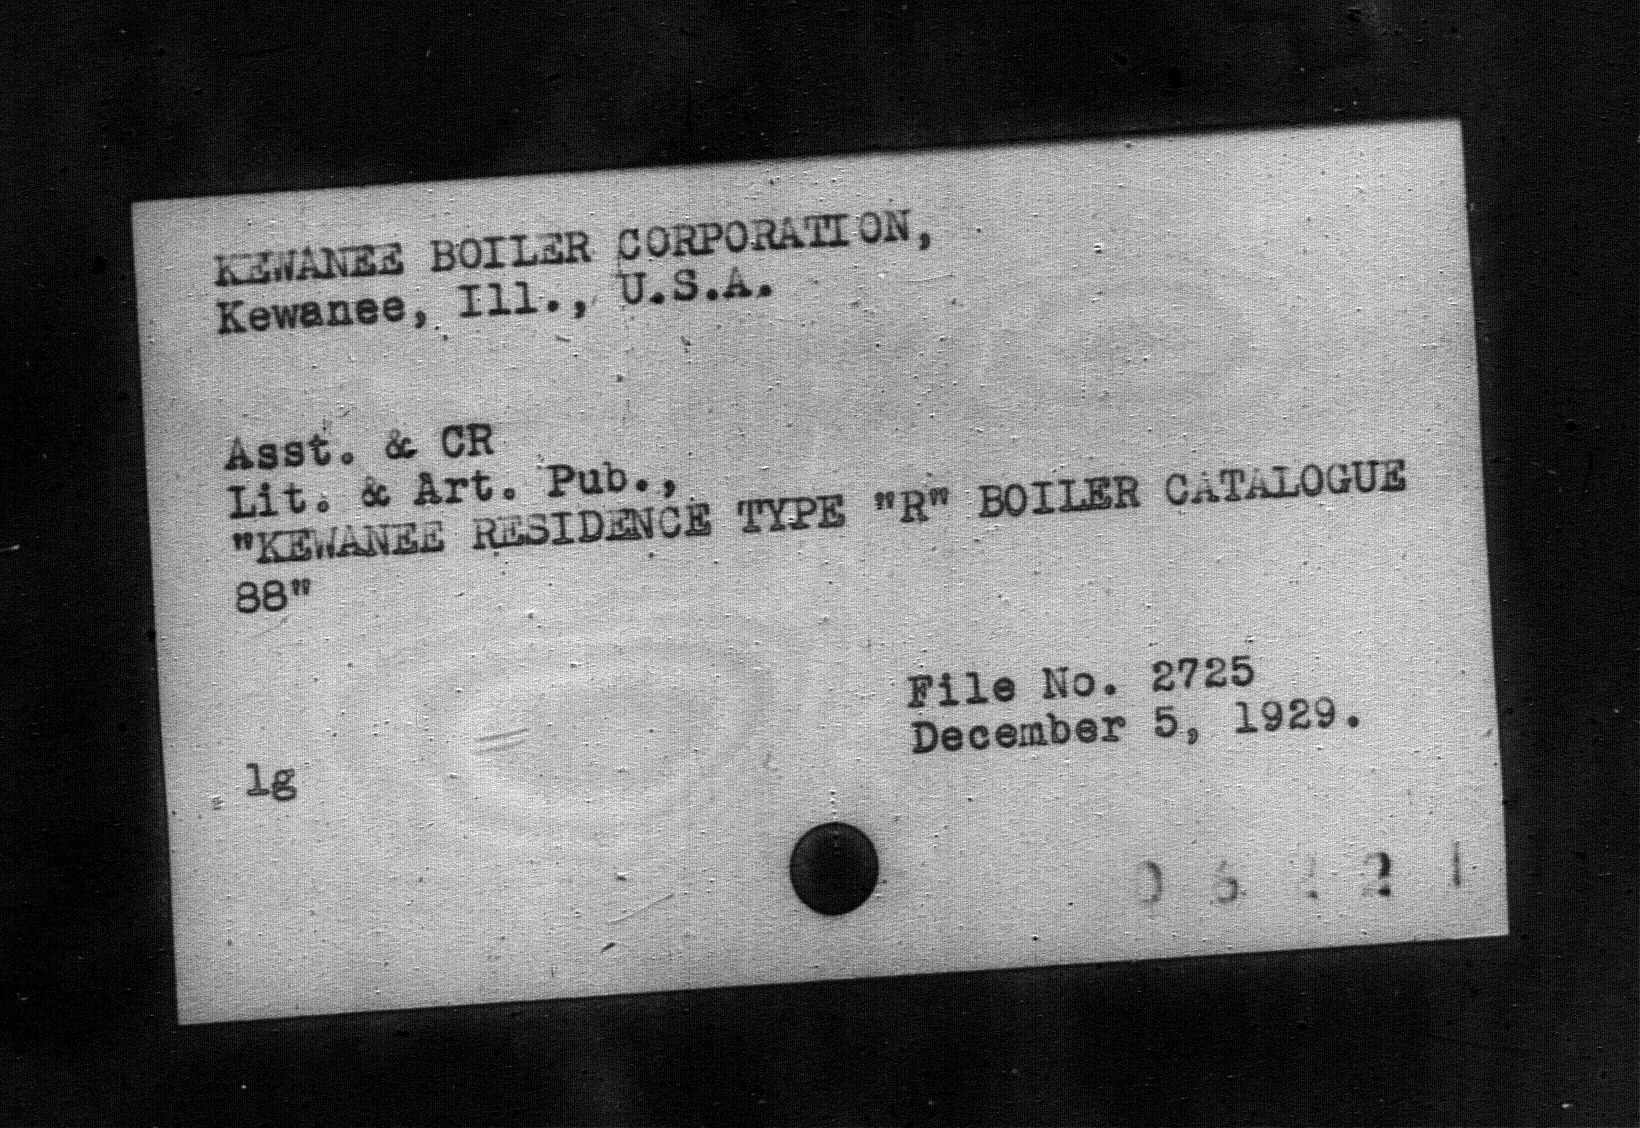 KEWANEE BOILER CORPORATION,
Kewanee, Ill., U.S.A.
Asst. & CR
Lit. & Art. Pub.,
"KEWANEE RESIDENCE TYPE "R" BOILER CATALOGUE
88"
File No. 2725
December 5, 1929.
lg